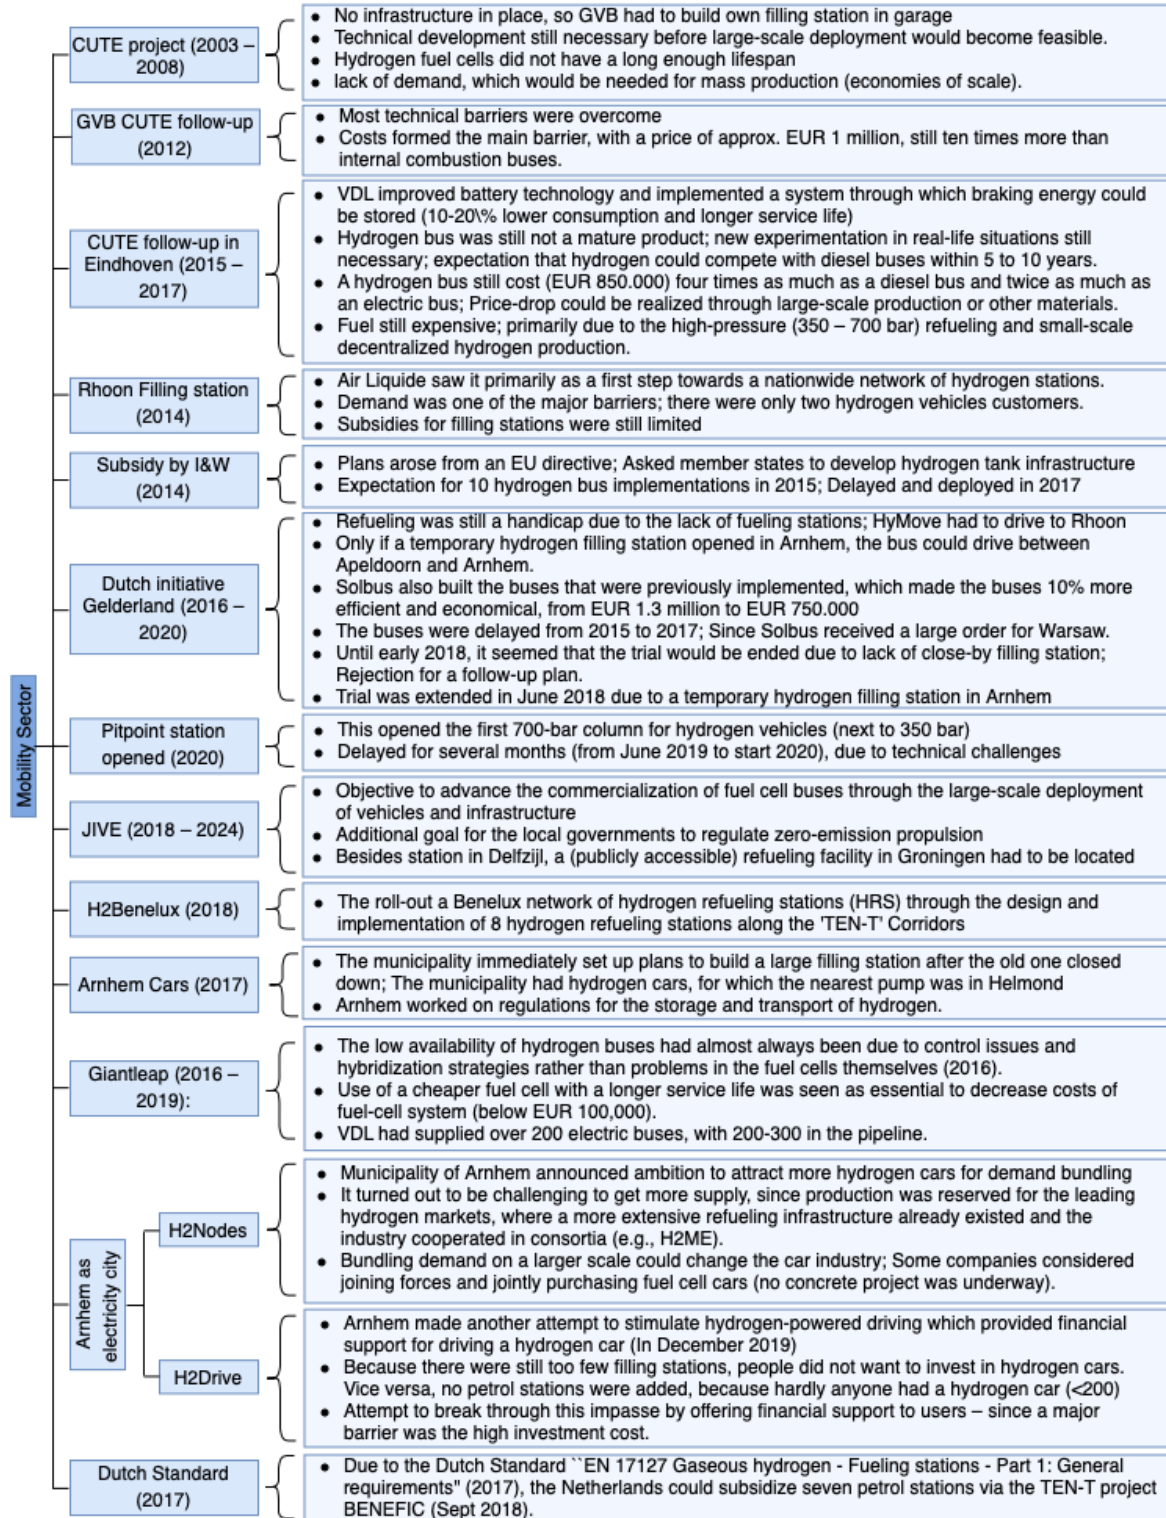 Mobility Sector
CUTE project (2003 –
2008)
• No infrastructure in place, so GVB had to build own filling station in garage
• Technical development still necessary before large-scale deployment would become feasible.
• Hydrogen fuel cells did not have a long enough lifespan
• lack of demand, which would be needed for mass production (economies of scale).
GVB CUTE follow-up
(2012)
• Most technical barriers were overcome
• Costs formed the main barrier, with a price of approx. EUR 1 million, still ten times more than
internal combustion buses.
CUTE follow-up in
Eindhoven (2015 –
2017)
• VDL improved battery technology and implemented a system through which braking energy could
be stored (10-20\% lower consumption and longer service life)
• Hydrogen bus was still not a mature product; new experimentation in real-life situations still
necessary; expectation that hydrogen could compete with diesel buses within 5 to 10 years.
• A hydrogen bus still cost (EUR 850.000) four times as much as a diesel bus and twice as much as
an electric bus; Price-drop could be realized through large-scale production or other materials.
• Fuel still expensive; primarily due to the high-pressure (350 – 700 bar) refueling and small-scale
decentralized hydrogen production.
Rhoon Filling station
(2014)
• Air Liquide saw it primarily as a first step towards a nationwide network of hydrogen stations.
• Demand was one of the major barriers; there were only two hydrogen vehicles customers.
• Subsidies for filling stations were still limited
Subsidy by I&W
(2014)
• Plans arose from an EU directive; Asked member states to develop hydrogen tank infrastructure
• Expectation for 10 hydrogen bus implementations in 2015; Delayed and deployed in 2017
Dutch initiative
Gelderland (2016 –
2020)
• Refueling was still a handicap due to the lack of fueling stations; HyMove had to drive to Rhoon
• Only if a temporary hydrogen filling station opened in Arnhem, the bus could drive between
Apeldoorn and Arnhem.
• Solbus also built the buses that were previously implemented, which made the buses 10% more
efficient and economical, from EUR 1.3 million to EUR 750.000
• The buses were delayed from 2015 to 2017; Since Solbus received a large order for Warsaw.
• Until early 2018, it seemed that the trial would be ended due to lack of close-by filling station;
Rejection for a follow-up plan.
• Trial was extended in June 2018 due to a temporary hydrogen filling station in Arnhem
Pitpoint station
opened (2020)
• This opened the first 700-bar column for hydrogen vehicles (next to 350 bar)
• Delayed for several months (from June 2019 to start 2020), due to technical challenges
JIVE (2018 – 2024)
• Objective to advance the commercialization of fuel cell buses through the large-scale deployment
of vehicles and infrastructure
• Additional goal for the local governments to regulate zero-emission propulsion
• Besides station in Delfzijl, a (publicly accessible) refueling facility in Groningen had to be located
H2Benelux (2018)
• The roll-out a Benelux network of hydrogen refueling stations (HRS) through the design and
implementation of 8 hydrogen refueling stations along the 'TEN-T' Corridors
Arnhem Cars (2017)
• The municipality immediately set up plans to build a large filling station after the old one closed
down; The municipality had hydrogen cars, for which the nearest pump was in Helmond
• Arnhem worked on regulations for the storage and transport of hydrogen.
Giantleap (2016 –
2019):
• The low availability of hydrogen buses had almost always been due to control issues and
hybridization strategies rather than problems in the fuel cells themselves (2016).
• Use of a cheaper fuel cell with a longer service life was seen as essential to decrease costs of
fuel-cell system (below EUR 100,000).
• VDL had supplied over 200 electric buses, with 200-300 in the pipeline.
Arnhem as
electricity city
H2Nodes
• Municipality of Arnhem announced ambition to attract more hydrogen cars for demand bundling
• It turned out to be challenging to get more supply, since production was reserved for the leading
hydrogen markets, where a more extensive refueling infrastructure already existed and the
industry cooperated in consortia (e.g., H2ME).
• Bundling demand on a larger scale could change the car industry; Some companies considered
joining forces and jointly purchasing fuel cell cars (no concrete project was underway).
H2Drive
• Arnhem made another attempt to stimulate hydrogen-powered driving which provided financial
support for driving a hydrogen car (In December 2019)
• Because there were still too few filling stations, people did not want to invest in hydrogen cars.
Vice versa, no petrol stations were added, because hardly anyone had a hydrogen car (<200)
• Attempt to break through this impasse by offering financial support to users – since a major
barrier was the high investment cost.
Dutch Standard
(2017)
• Due to the Dutch Standard ``EN 17127 Gaseous hydrogen - Fueling stations - Part 1: General
requirements" (2017), the Netherlands could subsidize seven petrol stations via the TEN-T project
BENEFIC (Sept 2018).